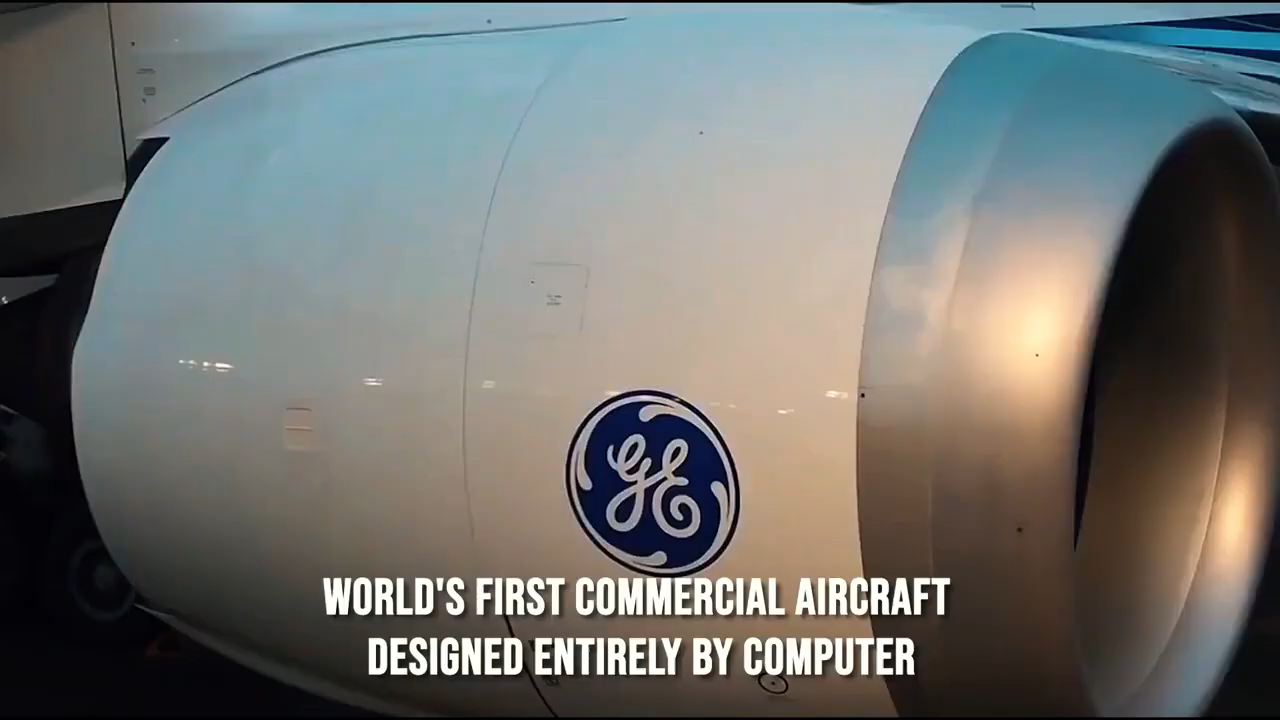 GE
WORLD'S FIRST COMMERCIAL AIRCRAFT
DESIGNED ENTIRELY BY COMPUTER